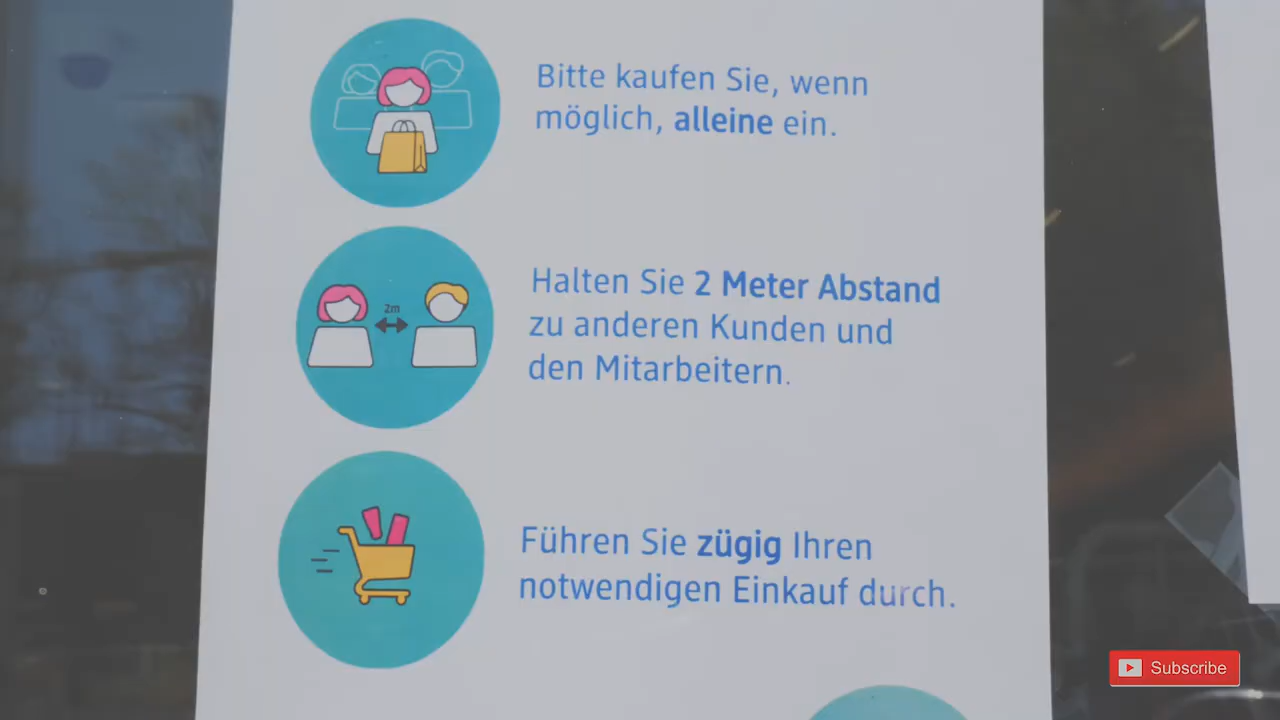 Bitte kaufen Sie, wenn
möglich, alleine ein.
2m
Halten Sie 2 Meter Abstand
zu anderen Kunden und
den Mitarbeitern.
Führen Sie zügig Ihren
notwendigen Einkauf durch.
Subscribe